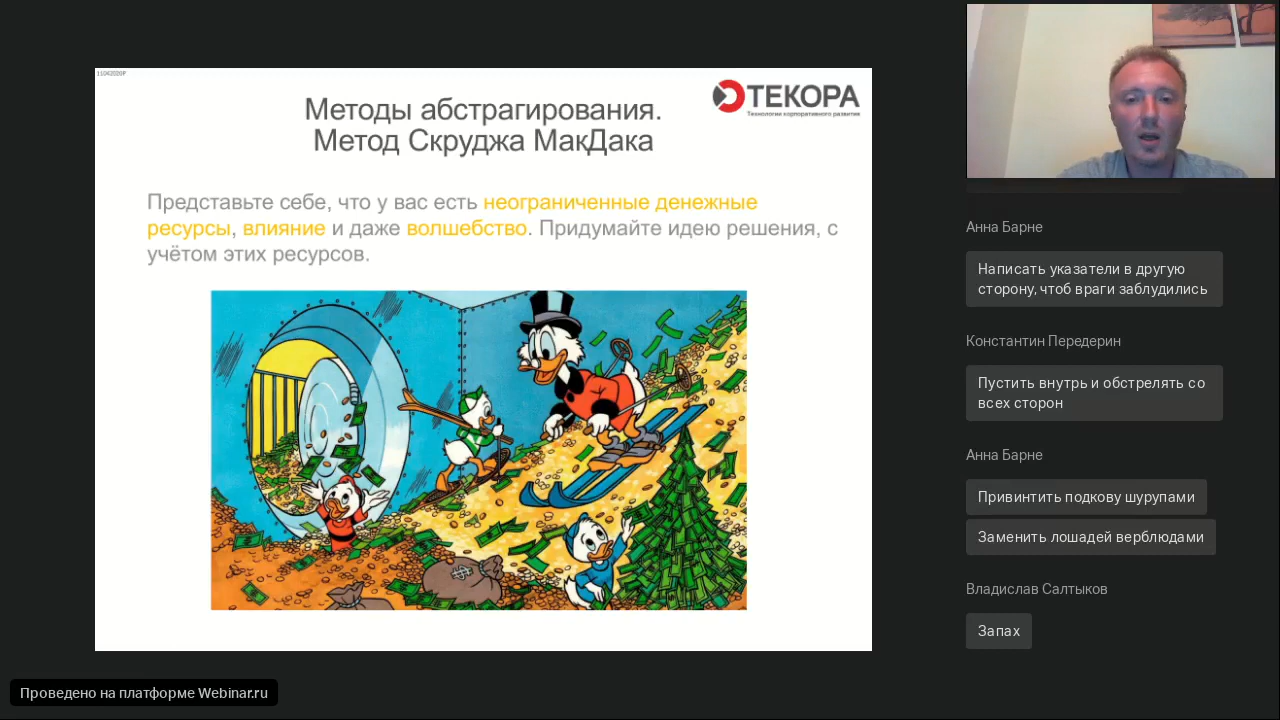 Методы абстрагирования.
Метод Скруджа МакДака
ТЕКОРА
Технологии корпоративного развития
Представьте себе, что у вас есть неограниченные денежные
ресурсы, влияние и даже волшебство. Придумайте идею решения, с
учётом этих ресурсов.
Анна Барне
Написать указатели в другую
сторону, чтоб враги заблудились
Константин Передерин
Пустить внутрь и обстрелять со
всех сторон
Анна Барне
Привинтить подкову шурупами
Заменить лошадей верблюдами
Владислав Салтыков
Запах
Проведено на платформе Webinar.ru